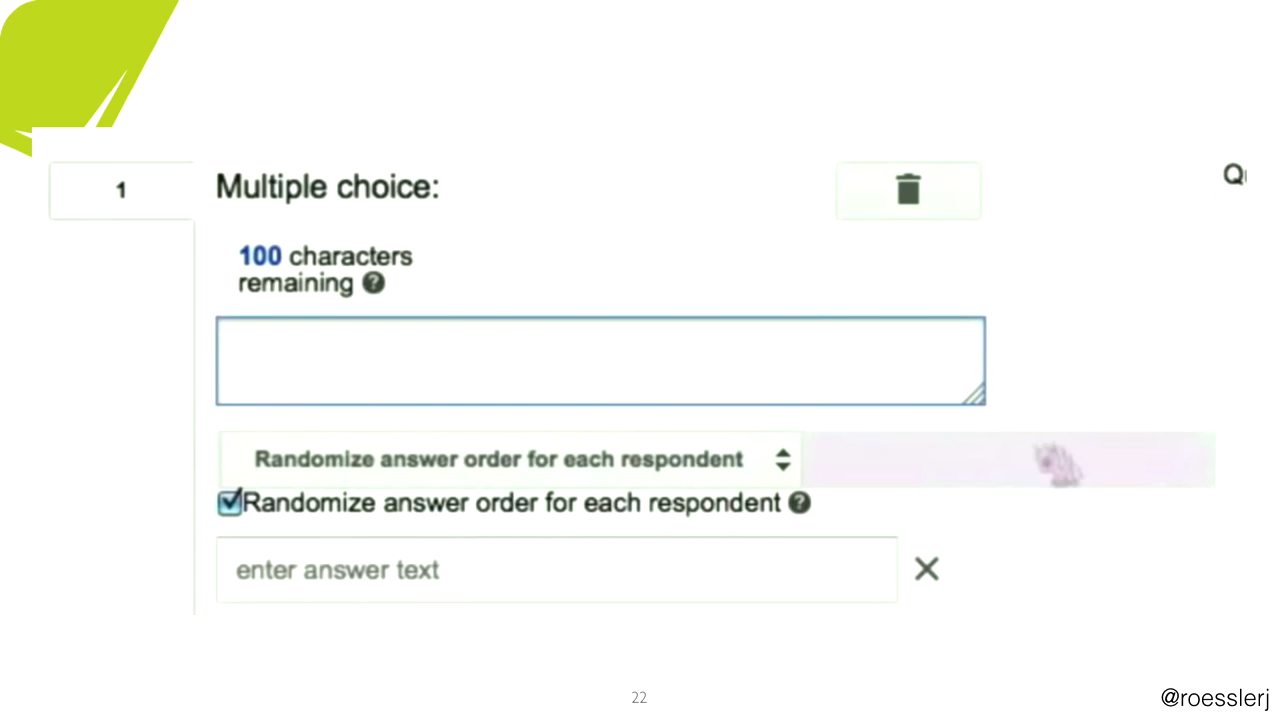 1
Multiple choice:
Q
100 characters
remaining ?
Randomize answer order for each respondent
Randomize answer order for each respondent ?
enter answer text
22
@roesslerj